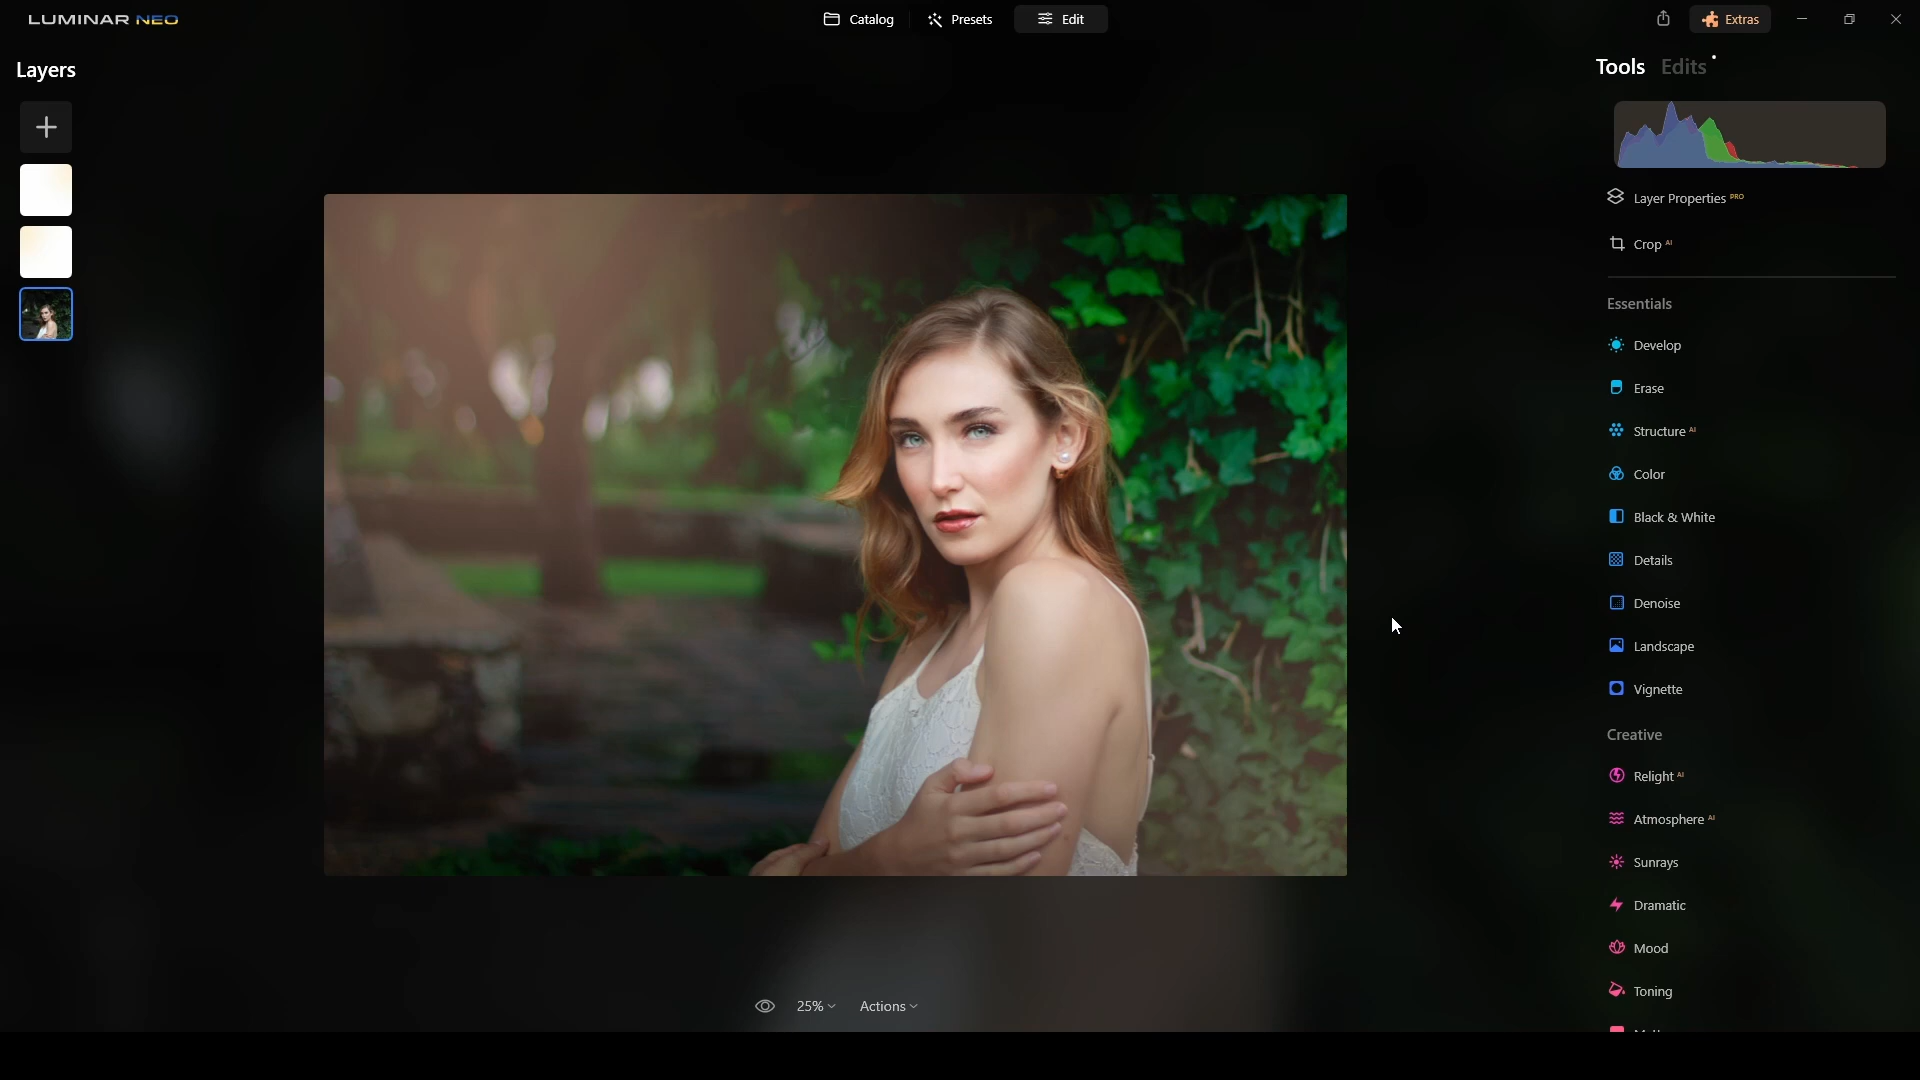 LUMINAR NEO
Catalog
Presets
Edit
Extras
Layers
Tools
Edits
Layer Properties PRO
Crop AI
Essentials
Develop
Erase
Structure AI
Color
Black & White
Details
Denoise
Landscape
Vignette
Creative
Relight AI
Atmosphere AI
Sunrays
Dramatic
Mood
Toning
25%
Actions